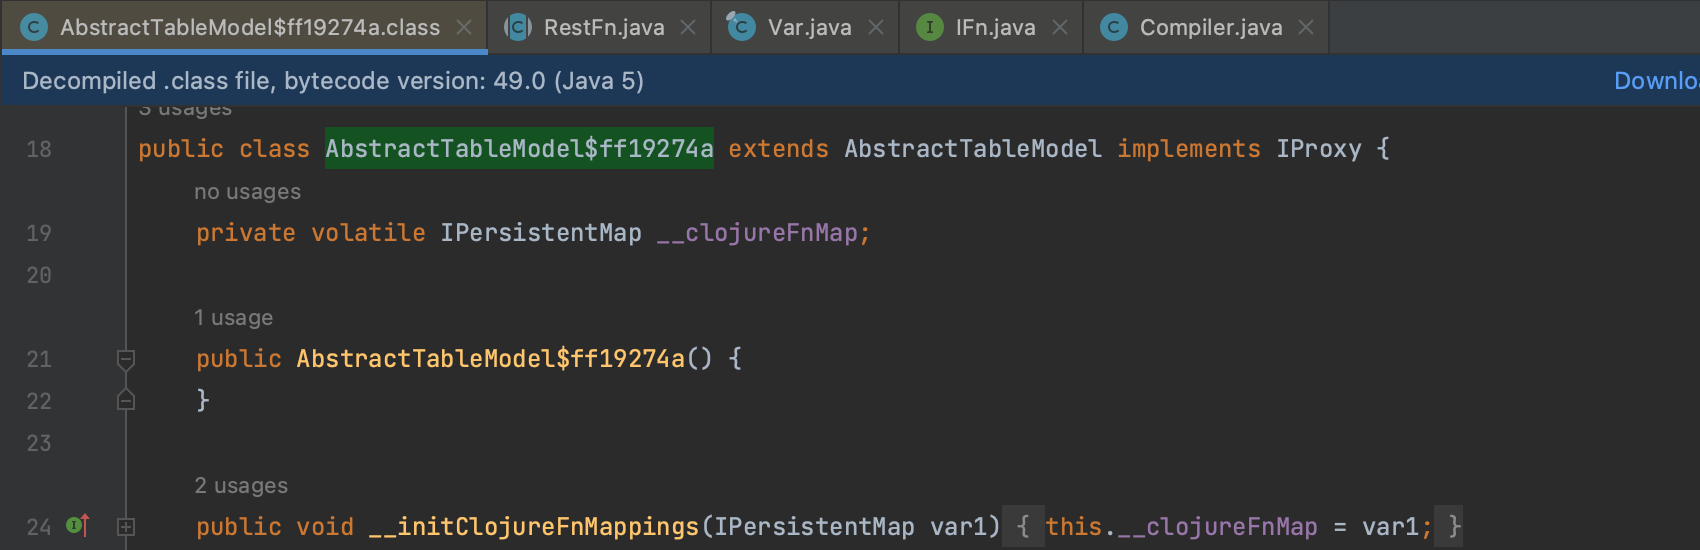 AbstractTableModel$ff19274a.class RestFn.java Var.java IFn.java Compiler.java
Decompiled .class file, bytecode version: 49.0 (Java 5)
3 usages
18 public class AbstractTableModel$ff19274a extends AbstractTableModel implements IProxy {
no usages
19 private volatile IPersistentMap __clojureFnMap;
20
1 usage
21 public AbstractTableModel$ff19274a() {
22 }
23
2 usages
24 public void __initClojureFnMappings(IPersistentMap var1) { this.__clojureFnMap = var1; }